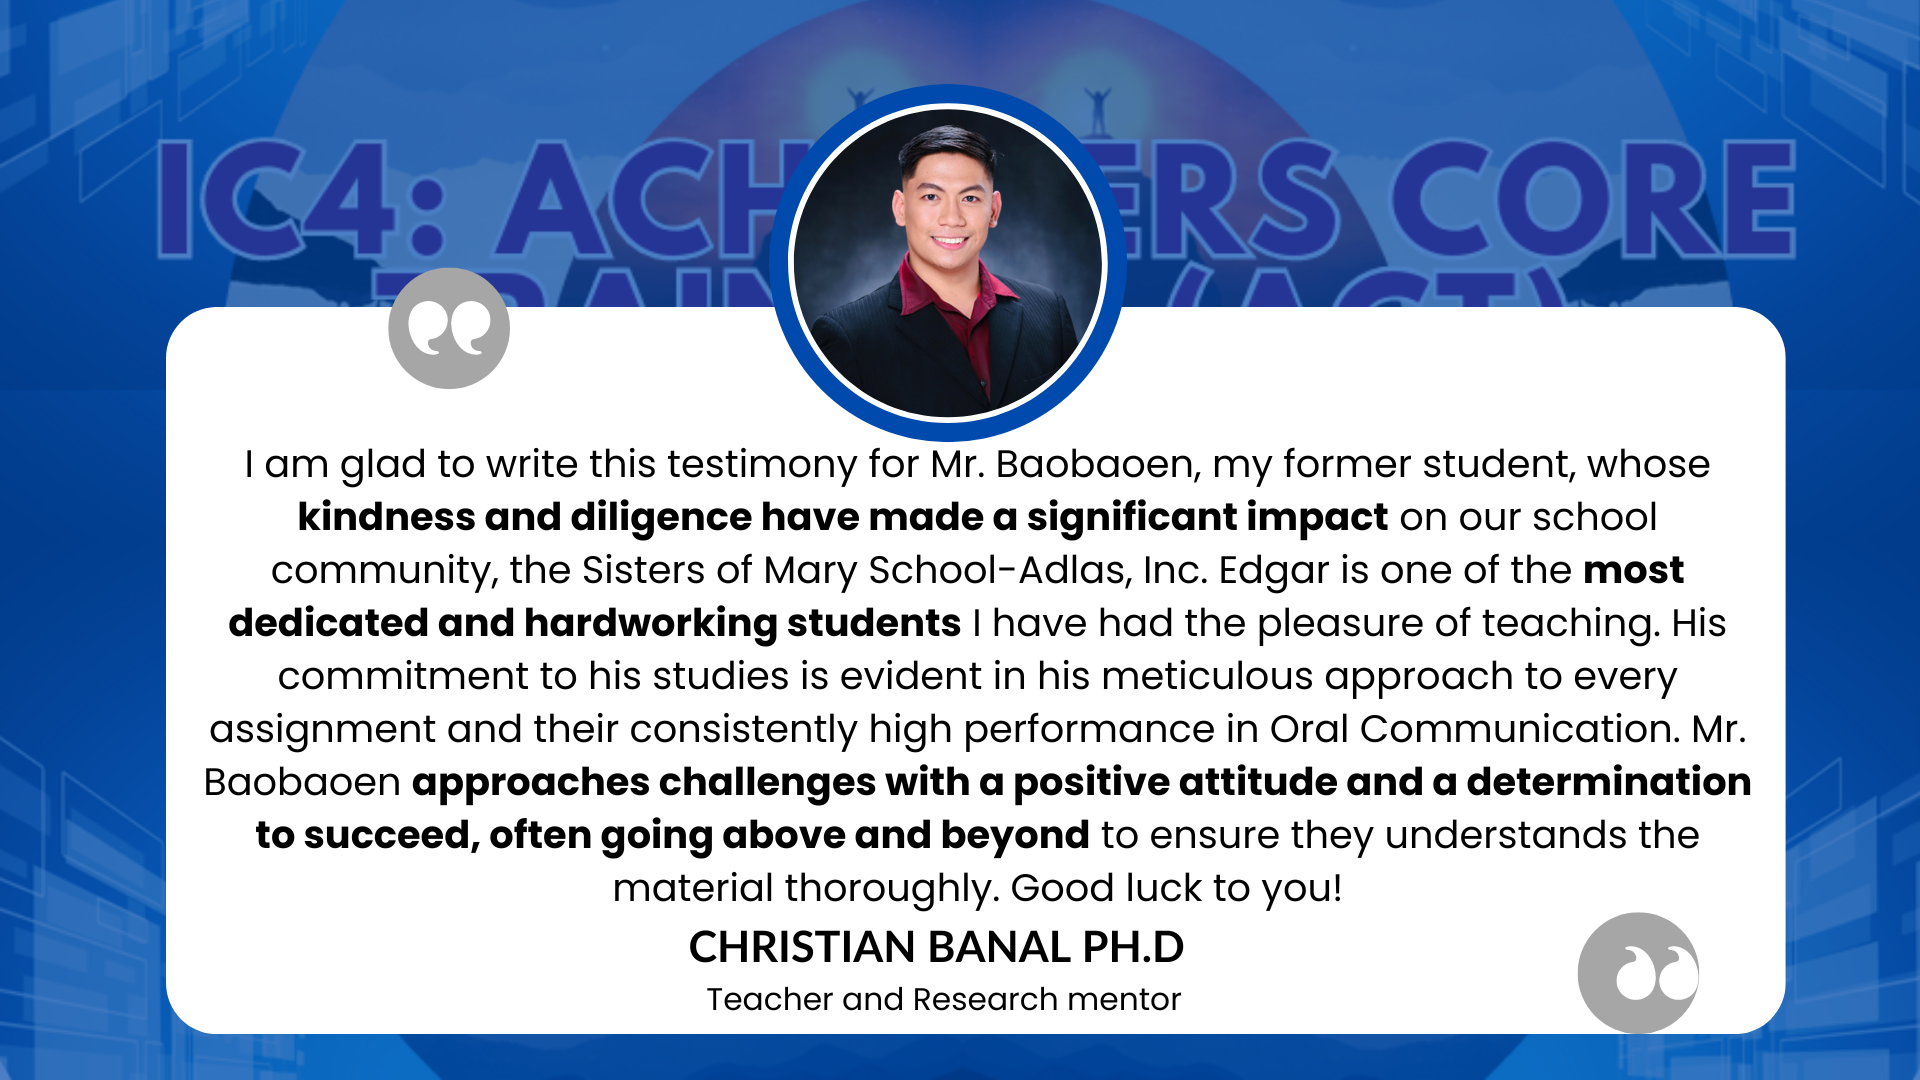 IC4: ACH ERS CORE
(ACT)
I am glad to write this testimony for Mr. Baobaoen, my former student, whose
kindness and diligence have made a significant impact on our school
community, the Sisters of Mary School-Adlas, Inc. Edgar is one of the most
dedicated and hardworking students I have had the pleasure of teaching. His
commitment to his studies is evident in his meticulous approach to every
assignment and their consistently high performance in Oral Communication. Mr.
Baobaoen approaches challenges with a positive attitude and a determination
to succeed, often going above and beyond to ensure they understands the
material thoroughly. Good luck to you!
CHRISTIAN BANAL PH.D
Teacher and Research mentor